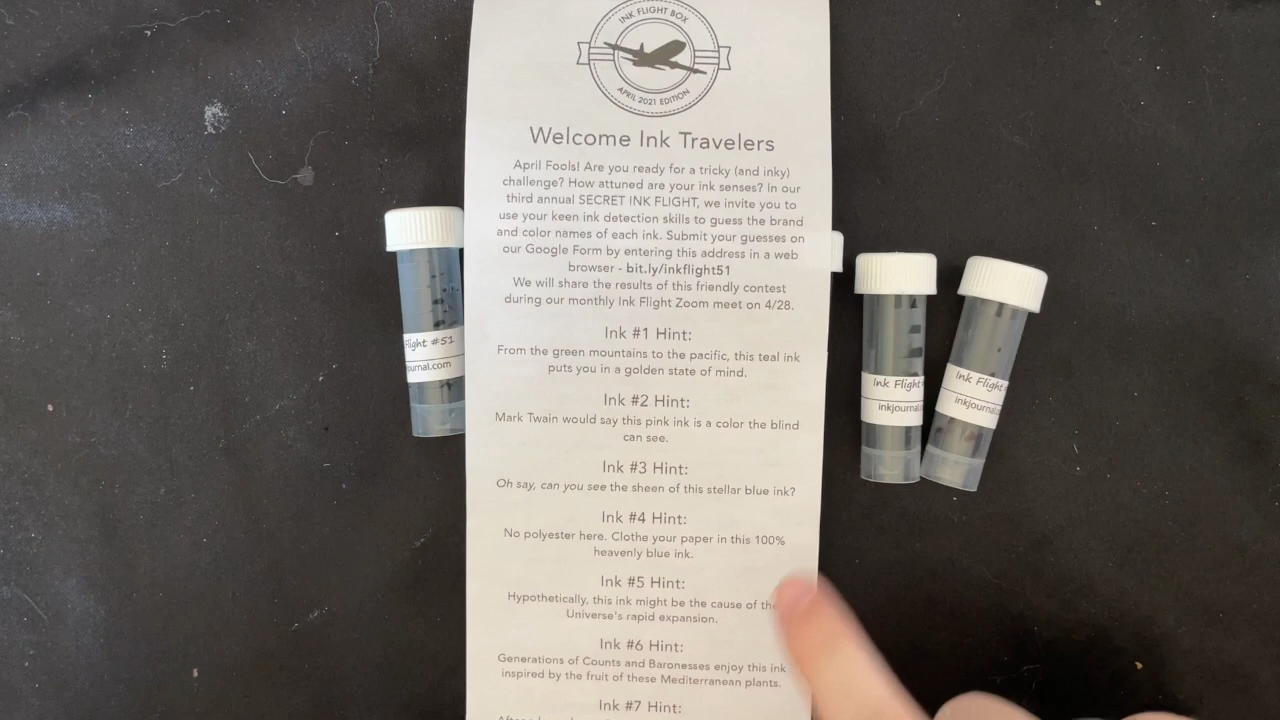 INK FLIGHT BOX
APRIL 2021 EDITION
Welcome Ink Travelers
April Fools! Are you ready for a tricky (and inky)
challenge? How attuned are your ink senses? In our
third annual SECRET INK FLIGHT, we invite you to
use your keen ink detection skills to guess the brand
and color names of each ink. Submit your guesses on
our Google Form by entering this address in a web
browser - bit.ly/inkflight51
We will share the results of this friendly contest
during our monthly Ink Flight Zoom meet on 4/28.
Ink #1 Hint:
From the green mountains to the pacific, this teal ink
puts you in a golden state of mind.
Ink #2 Hint:
Mark Twain would say this pink ink is a color the blind
can see.
Ink #3 Hint:
Oh say, can you see the sheen of this stellar blue ink?
Ink #4 Hint:
No polyester here. Clothe your paper in this 100%
heavenly blue ink.
Ink #5 Hint:
Hypothetically, this ink might be the cause of the
Universe's rapid expansion.
Ink #6 Hint:
Generations of Counts and Baronesses enjoy this ink
inspired by the fruit of these Mediterranean plants.
Ink #7 Hint:
Flight #51
journal.com
Ink Flight
inkjournal
Ink Flight
inkjournal